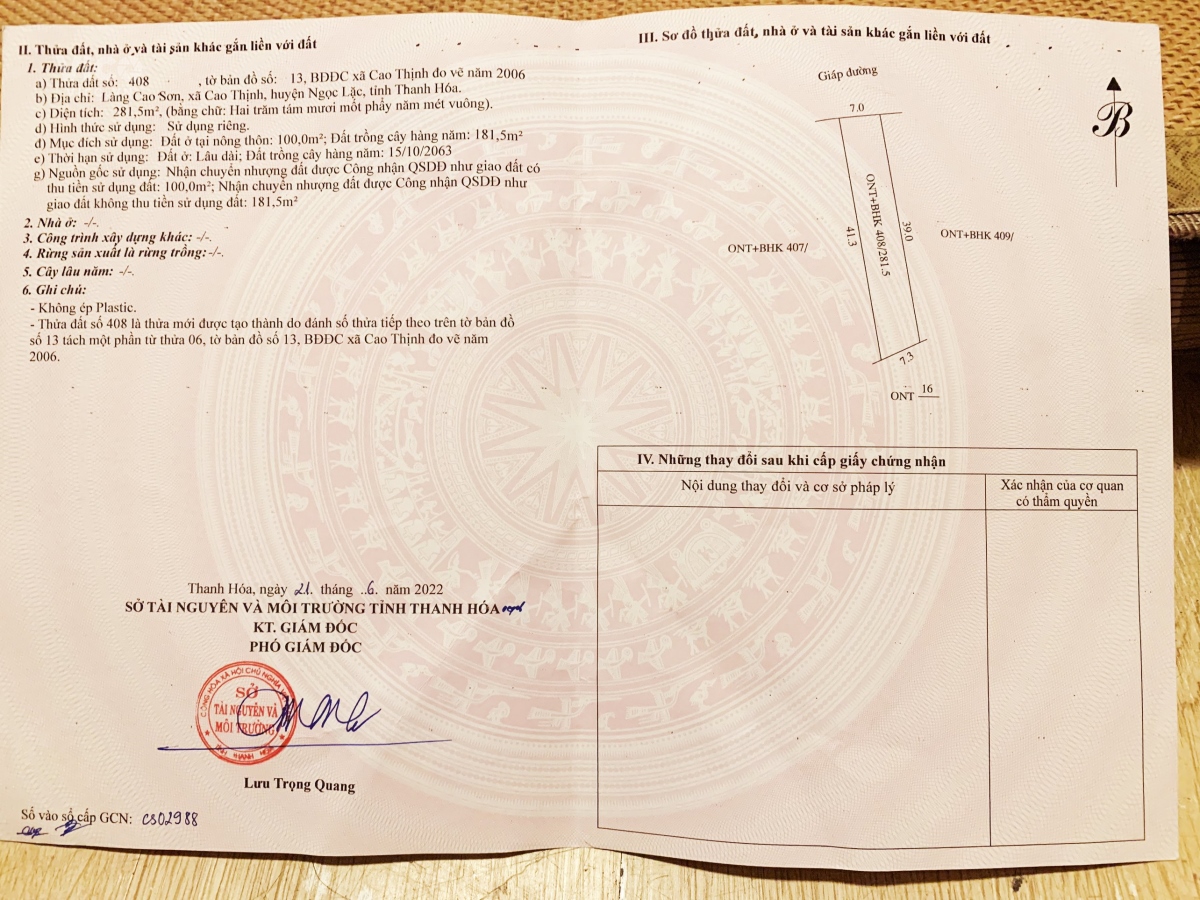 II. Thửa đất, nhà ở và tài sản khác gắn liền với đất
1. Thửa đất:
a) Thửa đất số: 408 , tờ bản đồ số: 13, BĐĐC xã Cao Thịnh đo vẽ năm 2006
b) Địa chỉ: Làng Cao Sơn, xã Cao Thịnh, huyện Ngọc Lặc, tỉnh Thanh Hóa.
c) Diện tích: 281,5m², (bằng chữ: Hai trăm tám mươi mốt phẩy năm mét vuông).
d) Hình thức sử dụng: Sử dụng riêng.
đ) Mục đích sử dụng: Đất ở tại nông thôn: 100,0m²; Đất trồng cây hàng năm: 181,5m²
e) Thời hạn sử dụng: Đất ở: Lâu dài; Đất trồng cây hàng năm: 15/10/2063
g) Nguồn gốc sử dụng: Nhận chuyển nhượng đất được Công nhận QSDĐ như giao đất có
thu tiền sử dụng đất: 100,0m²; Nhận chuyển nhượng đất được Công nhận QSDĐ như
giao đất không thu tiền sử dụng đất: 181,5m²
2. Nhà ở: -/-.
3. Công trình xây dựng khác: -/-.
4. Rừng sản xuất là rừng trồng:-/-.
5. Cây lâu năm: -/-.
6. Ghi chú:
- Không ép Plastic.
- Thửa đất số 408 là thửa mới được tạo thành do đánh số thửa tiếp theo trên tờ bản đồ
số 13 tách một phần từ thửa 06, tờ bản đồ số 13, BĐĐC xã Cao Thịnh đo vẽ năm
2006.
Thanh Hóa, ngày 21. tháng ..6. năm 2022
SỞ TÀI NGUYÊN VÀ MÔI TRƯỜNG TỈNH THANH HÓA
KT. GIÁM ĐỐC
PHÓ GIÁM ĐỐC
CỘNG HÒA XÃ HỘI CHỦ NGHĨA
SỞ
TÀI NGUYÊN VÀ
MÔI TRƯỜNG
TỈNH THANH HÓA
Lưu Trọng Quang
Số vào sổ cấp GCN: CS02988
III. Sơ đồ thửa đất, nhà ở và tài sản khác gắn liền với đất
Giáp đường
7.0
B
ONT+BHK 408/281.5
41.3
39.0
ONT+BHK 407/
ONT+BHK 409/
7.3
ONT 16
IV. Những thay đổi sau khi cấp giấy chứng nhận
Nội dung thay đổi và cơ sở pháp lý
Xác nhận của cơ quan
có thẩm quyền